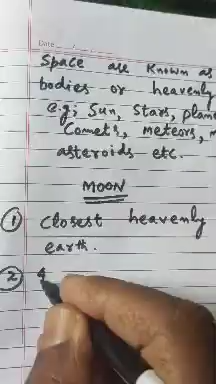 Date
Space are known as
bodies or heavenly
e.g; Sun, Stars,
Comets, meteors,
asteroids etc.
MOON
① Closest heavenly
earth.
②